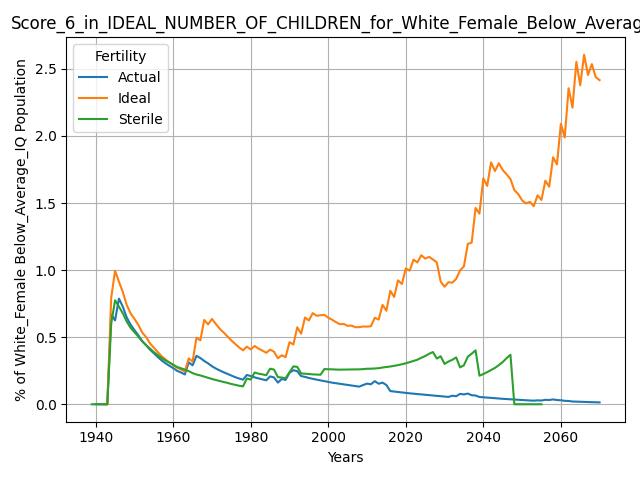 Score_6_in_IDEAL_NUMBER_OF_CHILDREN_for_White_Female_Below_Averag
Fertility
Actual
Ideal
Sterile
% of White_Female Below_Average_IQ Population
2.5
2.0
1.5
1.0
0.5
0.0
1940 1960 1980 2000 2020 2040 2060
Years